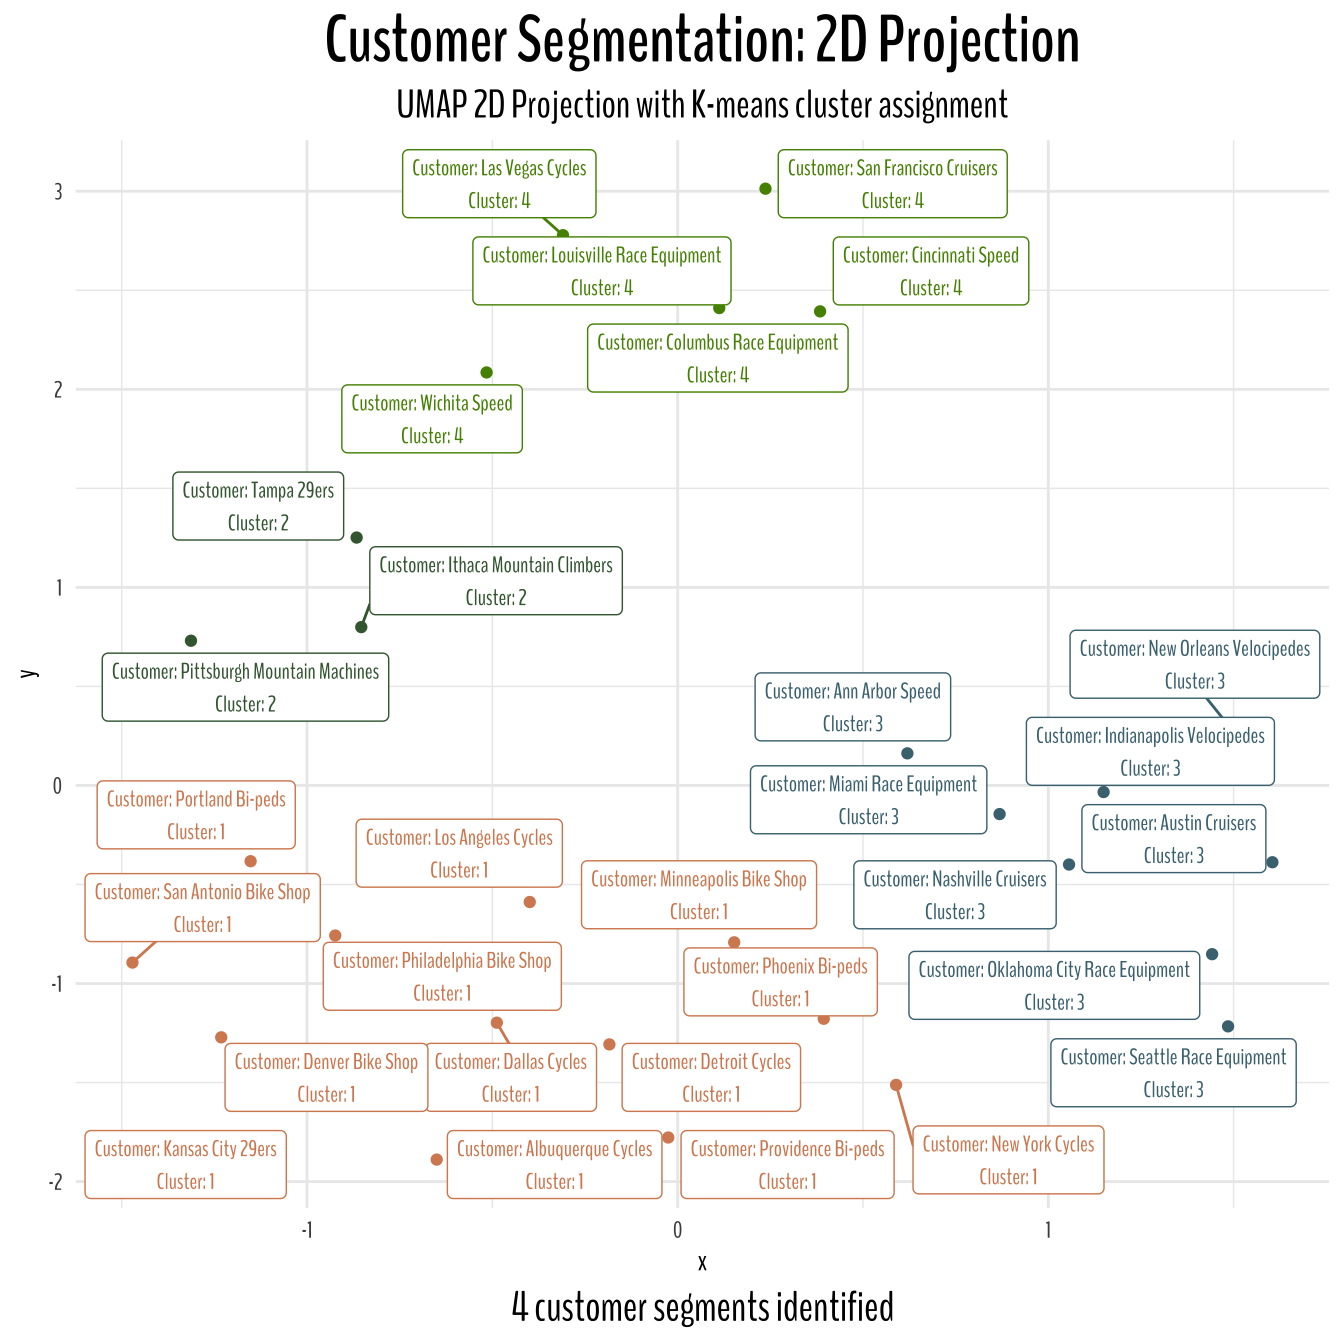 Customer Segmentation: 2D Projection
UMAP 2D Projection with K-means cluster assignment
Customer: Las Vegas Cycles
Cluster: 4
Customer: San Francisco Cruisers
Cluster: 4
Customer: Louisville Race Equipment
Cluster: 4
Customer: Cincinnati Speed
Cluster: 4
Customer: Columbus Race Equipment
Cluster: 4
Customer: Wichita Speed
Cluster: 4
Customer: Tampa 29ers
Cluster: 2
Customer: Ithaca Mountain Climbers
Cluster: 2
Customer: Pittsburgh Mountain Machines
Cluster: 2
Customer: New Orleans Velocipedes
Cluster: 3
Customer: Ann Arbor Speed
Cluster: 3
Customer: Indianapolis Velocipedes
Cluster: 3
Customer: Miami Race Equipment
Cluster: 3
Customer: Austin Cruisers
Cluster: 3
Customer: Nashville Cruisers
Cluster: 3
Customer: Oklahoma City Race Equipment
Cluster: 3
Customer: Seattle Race Equipment
Cluster: 3
Customer: Portland Bi-peds
Cluster: 1
Customer: Los Angeles Cycles
Cluster: 1
Customer: San Antonio Bike Shop
Cluster: 1
Customer: Minneapolis Bike Shop
Cluster: 1
Customer: Philadelphia Bike Shop
Cluster: 1
Customer: Phoenix Bi-peds
Cluster: 1
Customer: Denver Bike Shop
Cluster: 1
Customer: Dallas Cycles
Cluster: 1
Customer: Detroit Cycles
Cluster: 1
Customer: Kansas City 29ers
Cluster: 1
Customer: Albuquerque Cycles
Cluster: 1
Customer: Providence Bi-peds
Cluster: 1
Customer: New York Cycles
Cluster: 1
3
2
1
0
-1
-2
y
-1
0
1
x
4 customer segments identified